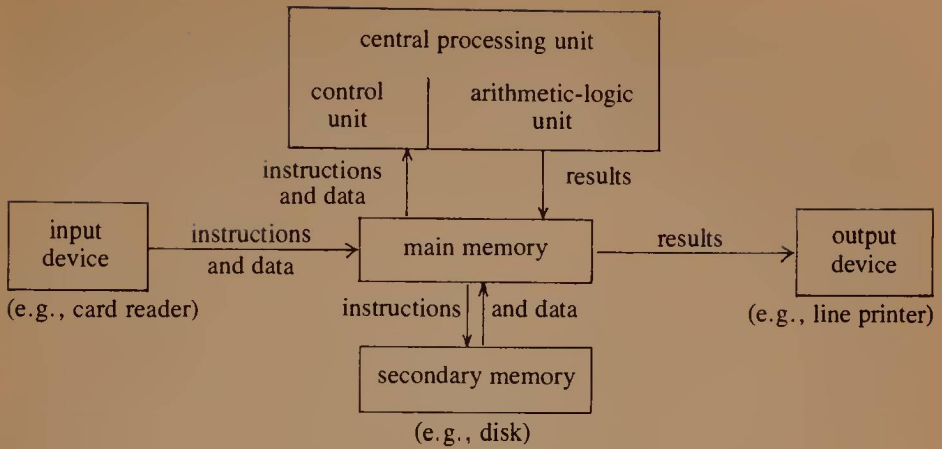 central processing unit
control
unit
arithmetic-logic
unit
instructions
and data
results
input
device
(e.g., card reader)
instructions
and data
main memory
results
output
device
(e.g., line printer)
instructions
and data
secondary memory
(e.g., disk)